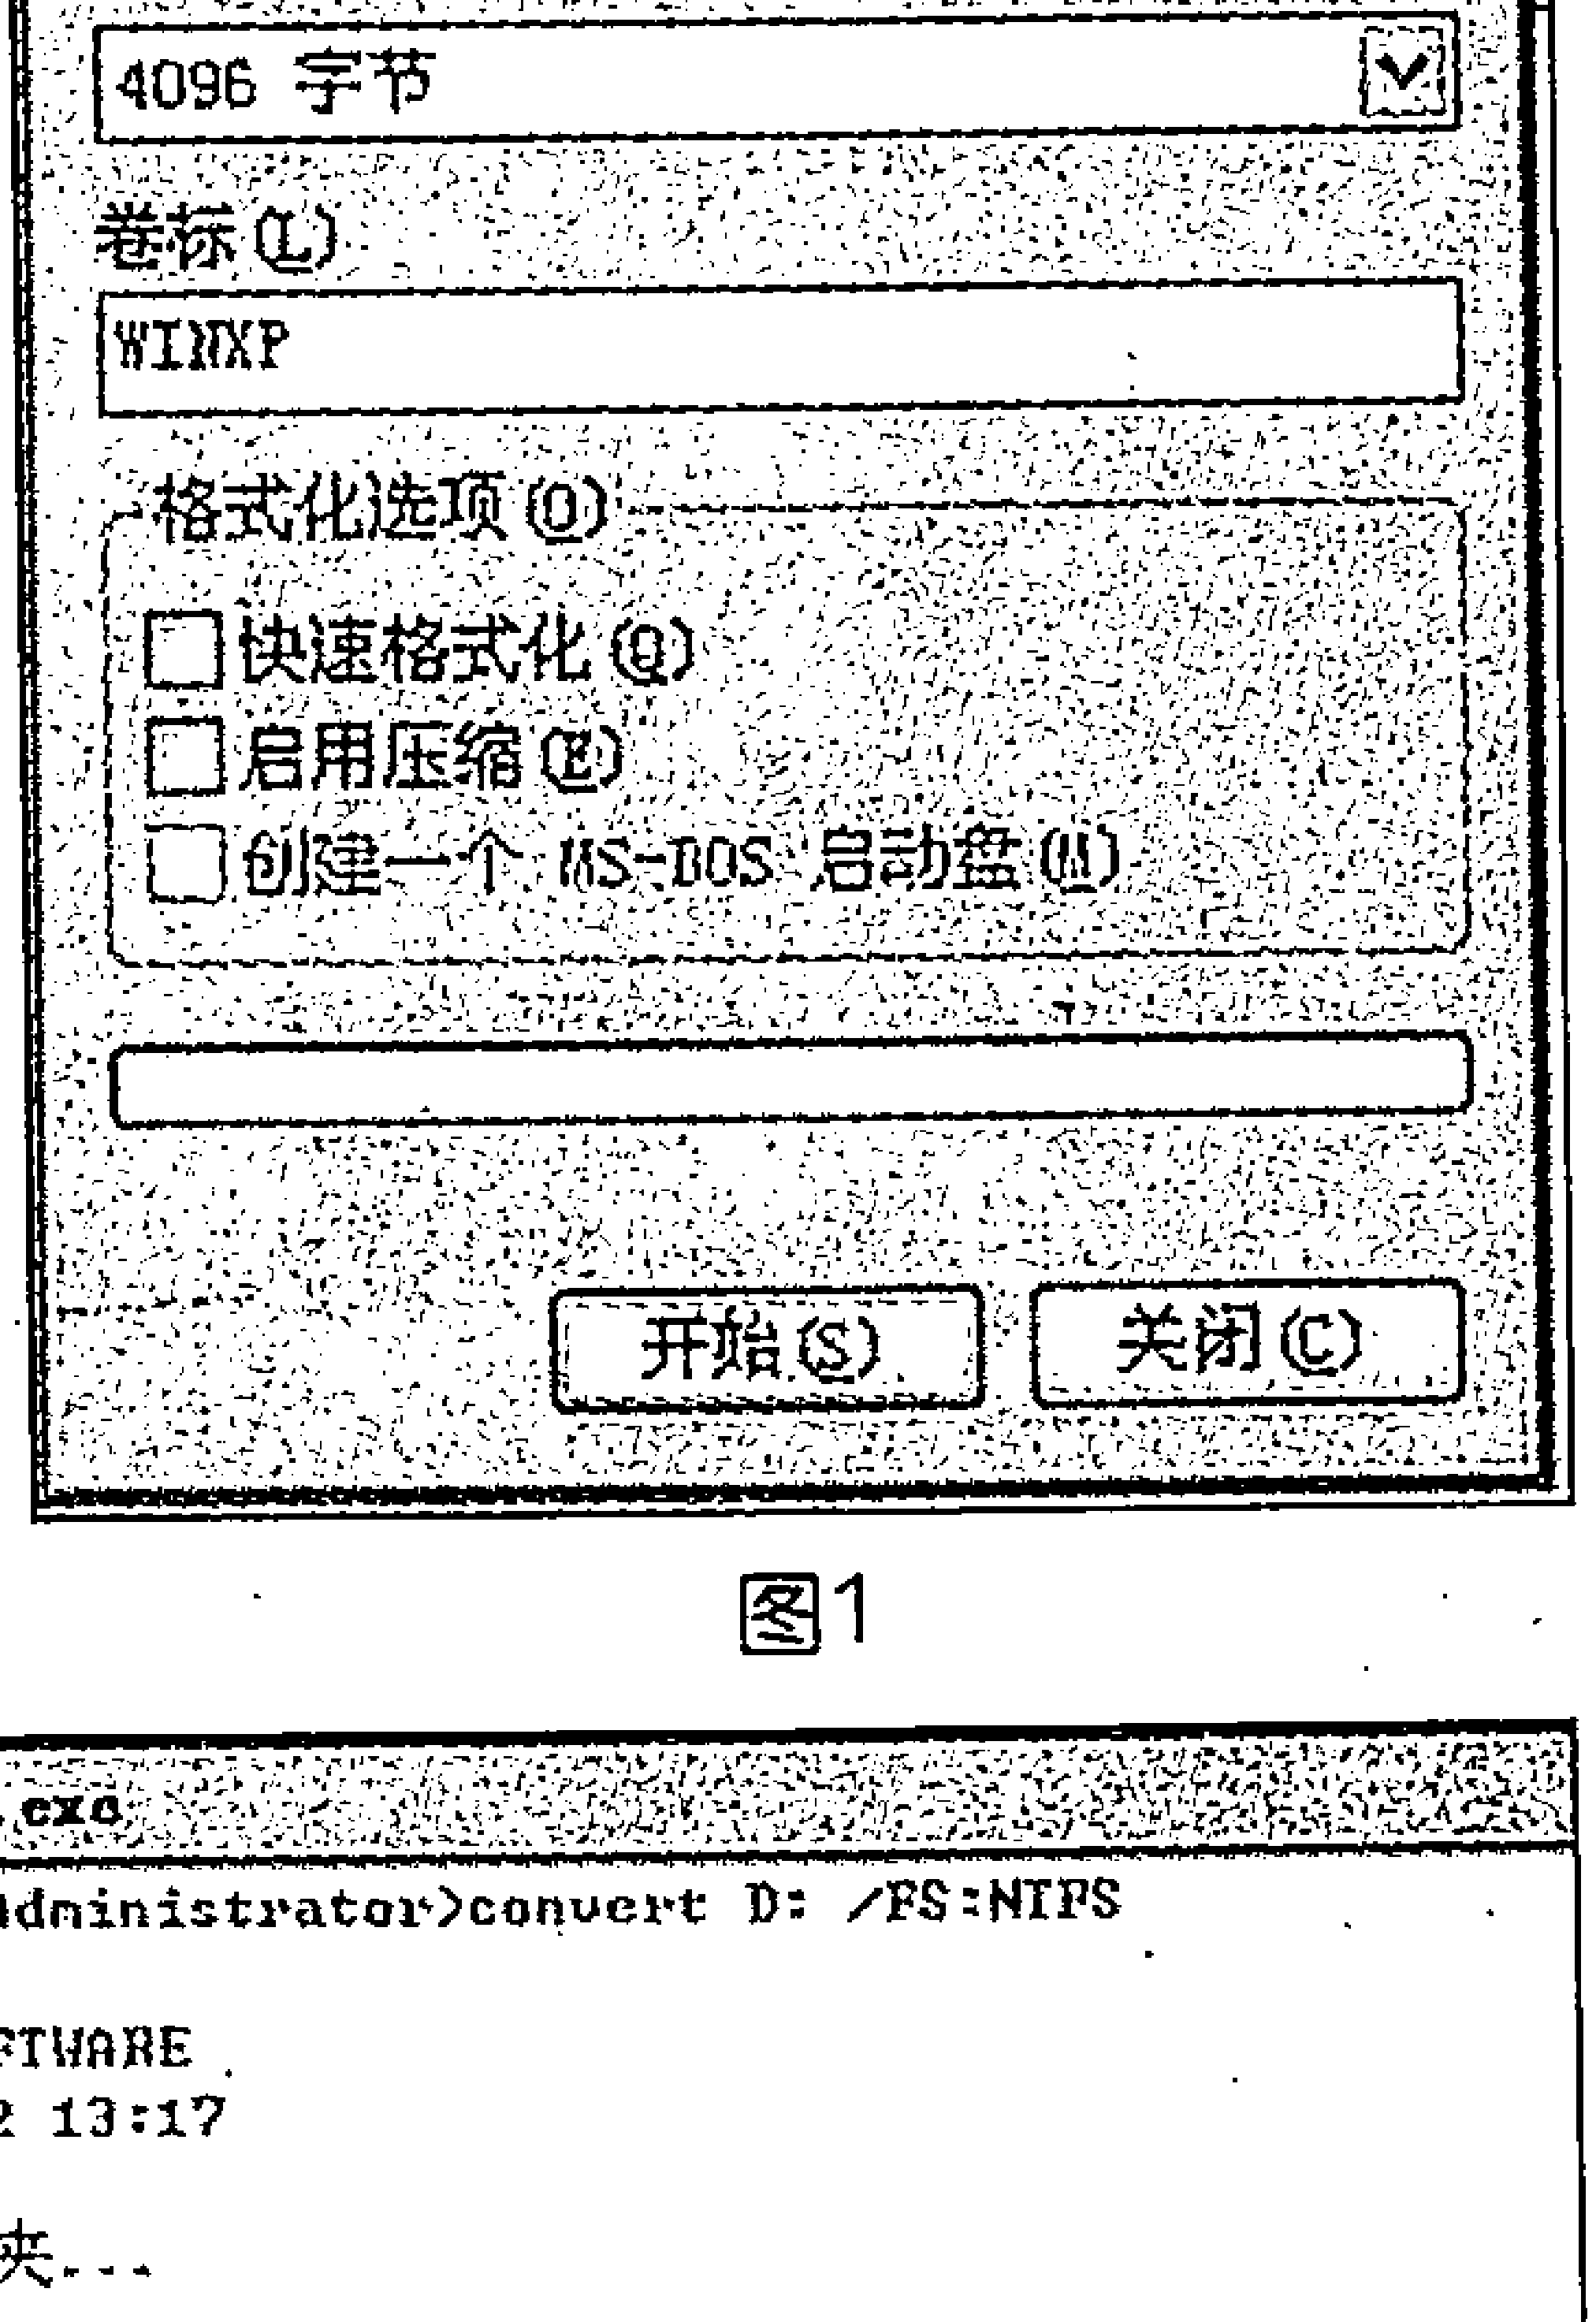 4096 字节
卷标(L)
WINXP
格式化选项(O)
快速格式化(Q)
启用压缩(E)
创建一个 MS-DOS 启动盘(M)
开始(S)
关闭(C)
图1
.exe
dministrator>convert D: /FS:NTFS
FTWARE
2 13:17
夹...